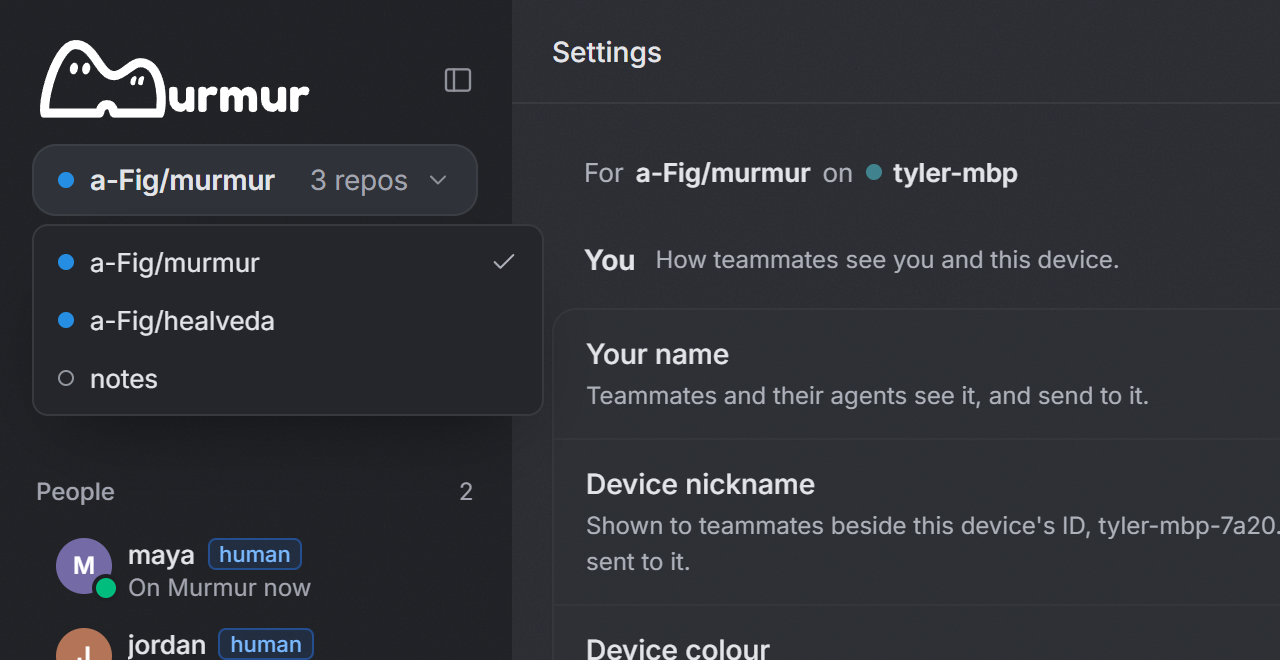 Murmur
Settings
a-Fig/murmur 3 repos
For a-Fig/murmur on tyler-mbp
a-Fig/murmur
a-Fig/healveda
notes
You How teammates see you and this device.
Your name
Teammates and their agents see it, and send to it.
Device nickname
Shown to teammates beside this device's ID, tyler-mbp-7a20.
sent to it.
Device colour
People 2
M
maya human
On Murmur now
J
jordan human